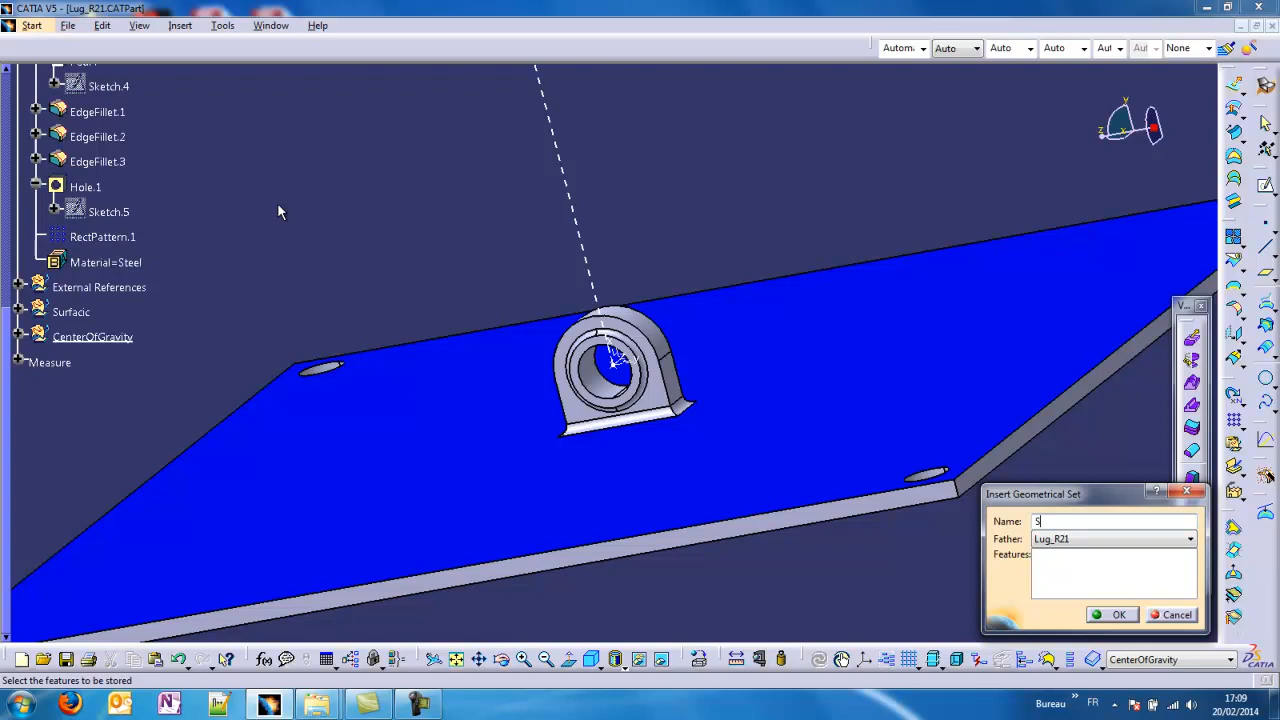 CATIA V5 - [Lug_R21.CATPart]
Start File Edit View Insert Tools Window Help
Autom. Auto Auto Auto Aut Aut None
Sketch.4
EdgeFillet.1
EdgeFillet.2
EdgeFillet.3
Hole.1
Sketch.5
RectPattern.1
Material=Steel
External References
Surfacic
CenterOfGravity
Measure
y
z
x
V...
Insert Geometrical Set
Name: S
Father: Lug_R21
Features:
OK Cancel
CenterOfGravity
Select the features to be stored
Bureau » FR
17:09
20/02/2014